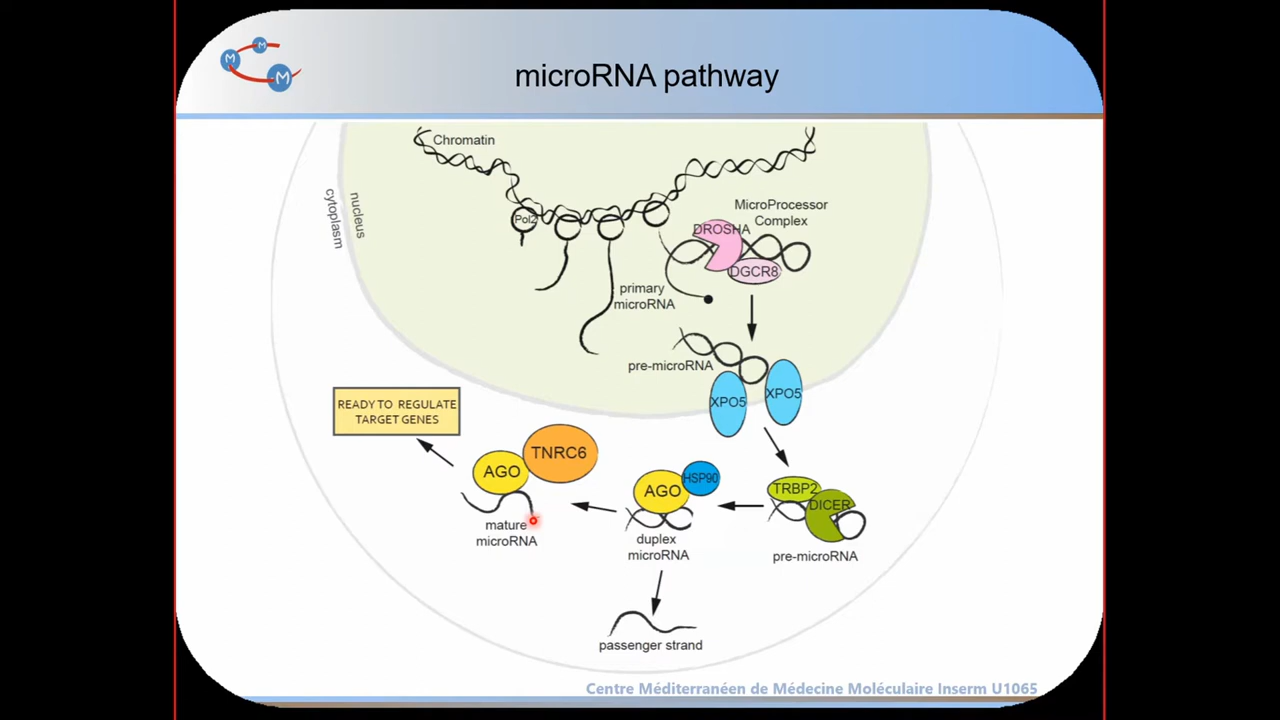 M
M
M
microRNA pathway
Chromatin
nucleus
cytoplasm
Pol2
MicroProcessor
Complex
DROSHA
DGCR8
primary
microRNA
pre-microRNA
XPO5
XPO5
READY TO REGULATE
TARGET GENES
AGO
TNRC6
mature
microRNA
AGO
HSP90
duplex
microRNA
TRBP2
DICER
pre-microRNA
passenger strand
Centre Méditerranéen de Médecine Moléculaire Inserm U1065